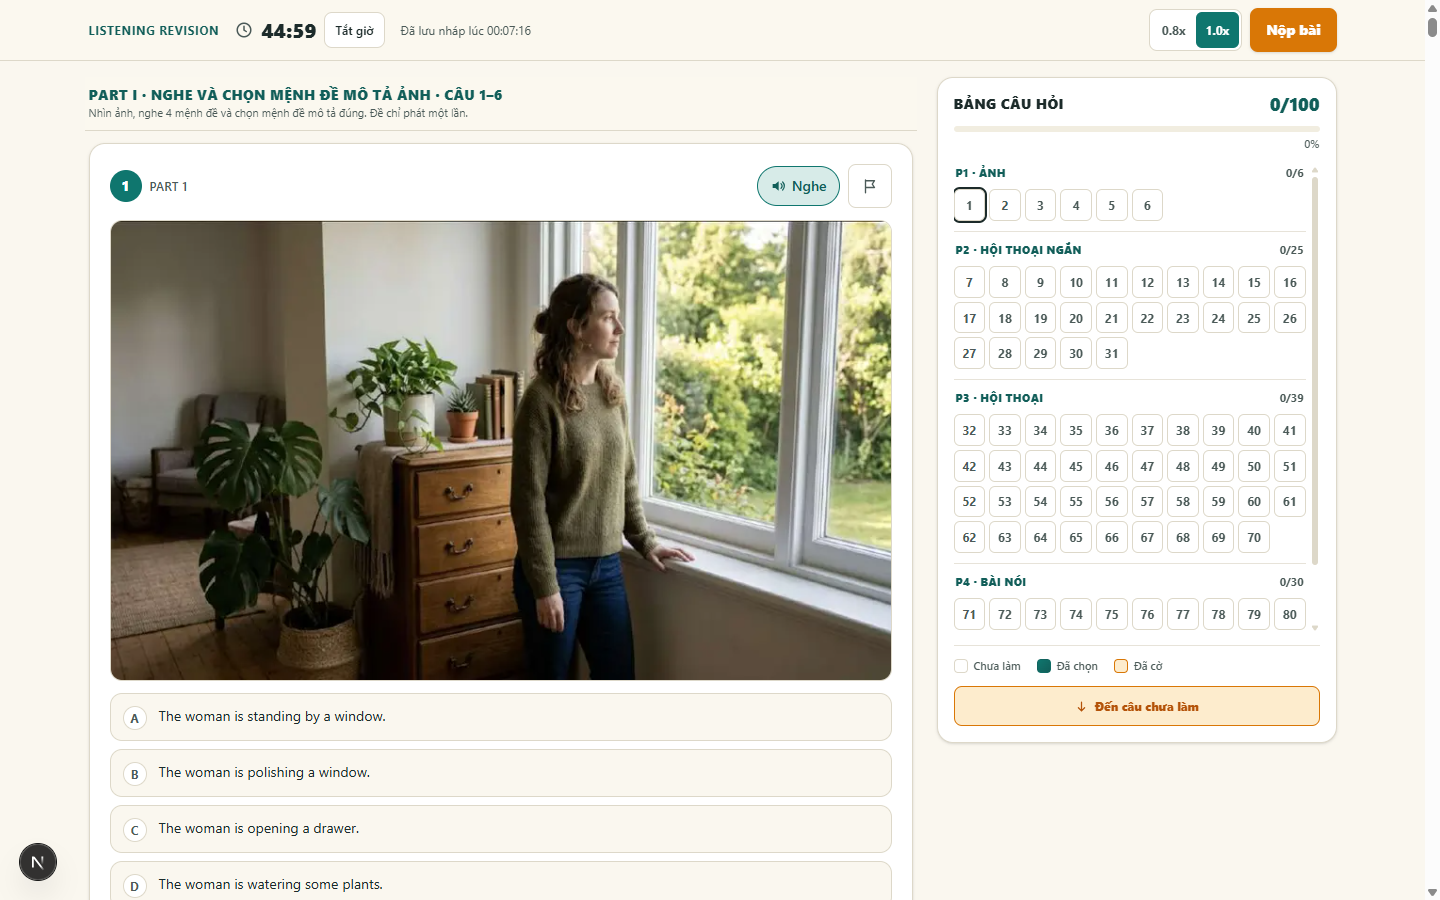 LISTENING REVISION
44:59
Tắt giờ
Đã lưu nháp lúc 00:07:16
0.8x
1.0x
Nộp bài
PART I · NGHE VÀ CHỌN MỆNH ĐỀ MÔ TẢ ẢNH · CÂU 1–6
Nhìn ảnh, nghe 4 mệnh đề và chọn mệnh đề mô tả đúng. Đề chỉ phát một lần.
1
PART 1
Nghe
A
The woman is standing by a window.
B
The woman is polishing a window.
C
The woman is opening a drawer.
D
The woman is watering some plants.
BẢNG CÂU HỎI
0/100
0%
P1 · ẢNH
0/6
1 2 3 4 5 6
P2 · HỘI THOẠI NGẮN
0/25
7 8 9 10 11 12 13 14 15 16
17 18 19 20 21 22 23 24 25 26
27 28 29 30 31
P3 · HỘI THOẠI
0/39
32 33 34 35 36 37 38 39 40 41
42 43 44 45 46 47 48 49 50 51
52 53 54 55 56 57 58 59 60 61
62 63 64 65 66 67 68 69 70
P4 · BÀI NÓI
0/30
71 72 73 74 75 76 77 78 79 80
Chưa làm
Đã chọn
Đã cờ
↓ Đến câu chưa làm
N